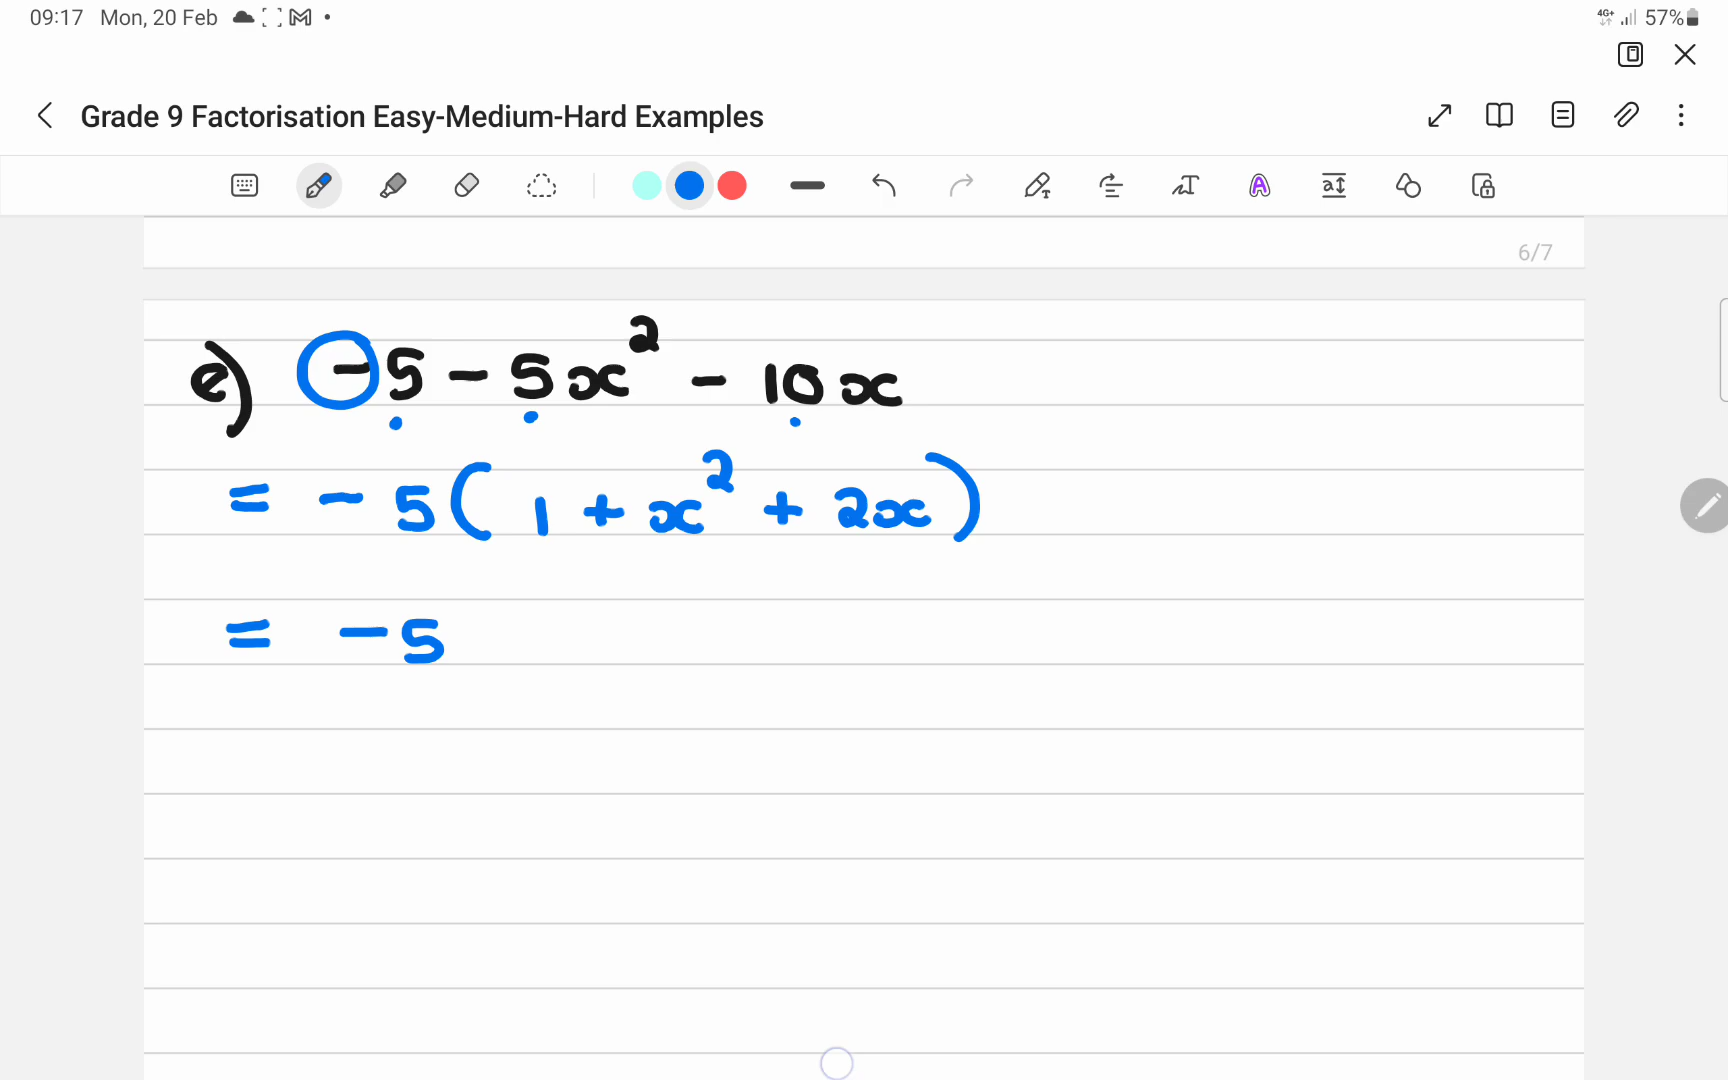 09:17 Mon, 20 Feb 4G+ 57%
Grade 9 Factorisation Easy-Medium-Hard Examples
A a
6/7
e) -5 - 5x² - 10x
= -5(1 + x² + 2x)
= -5